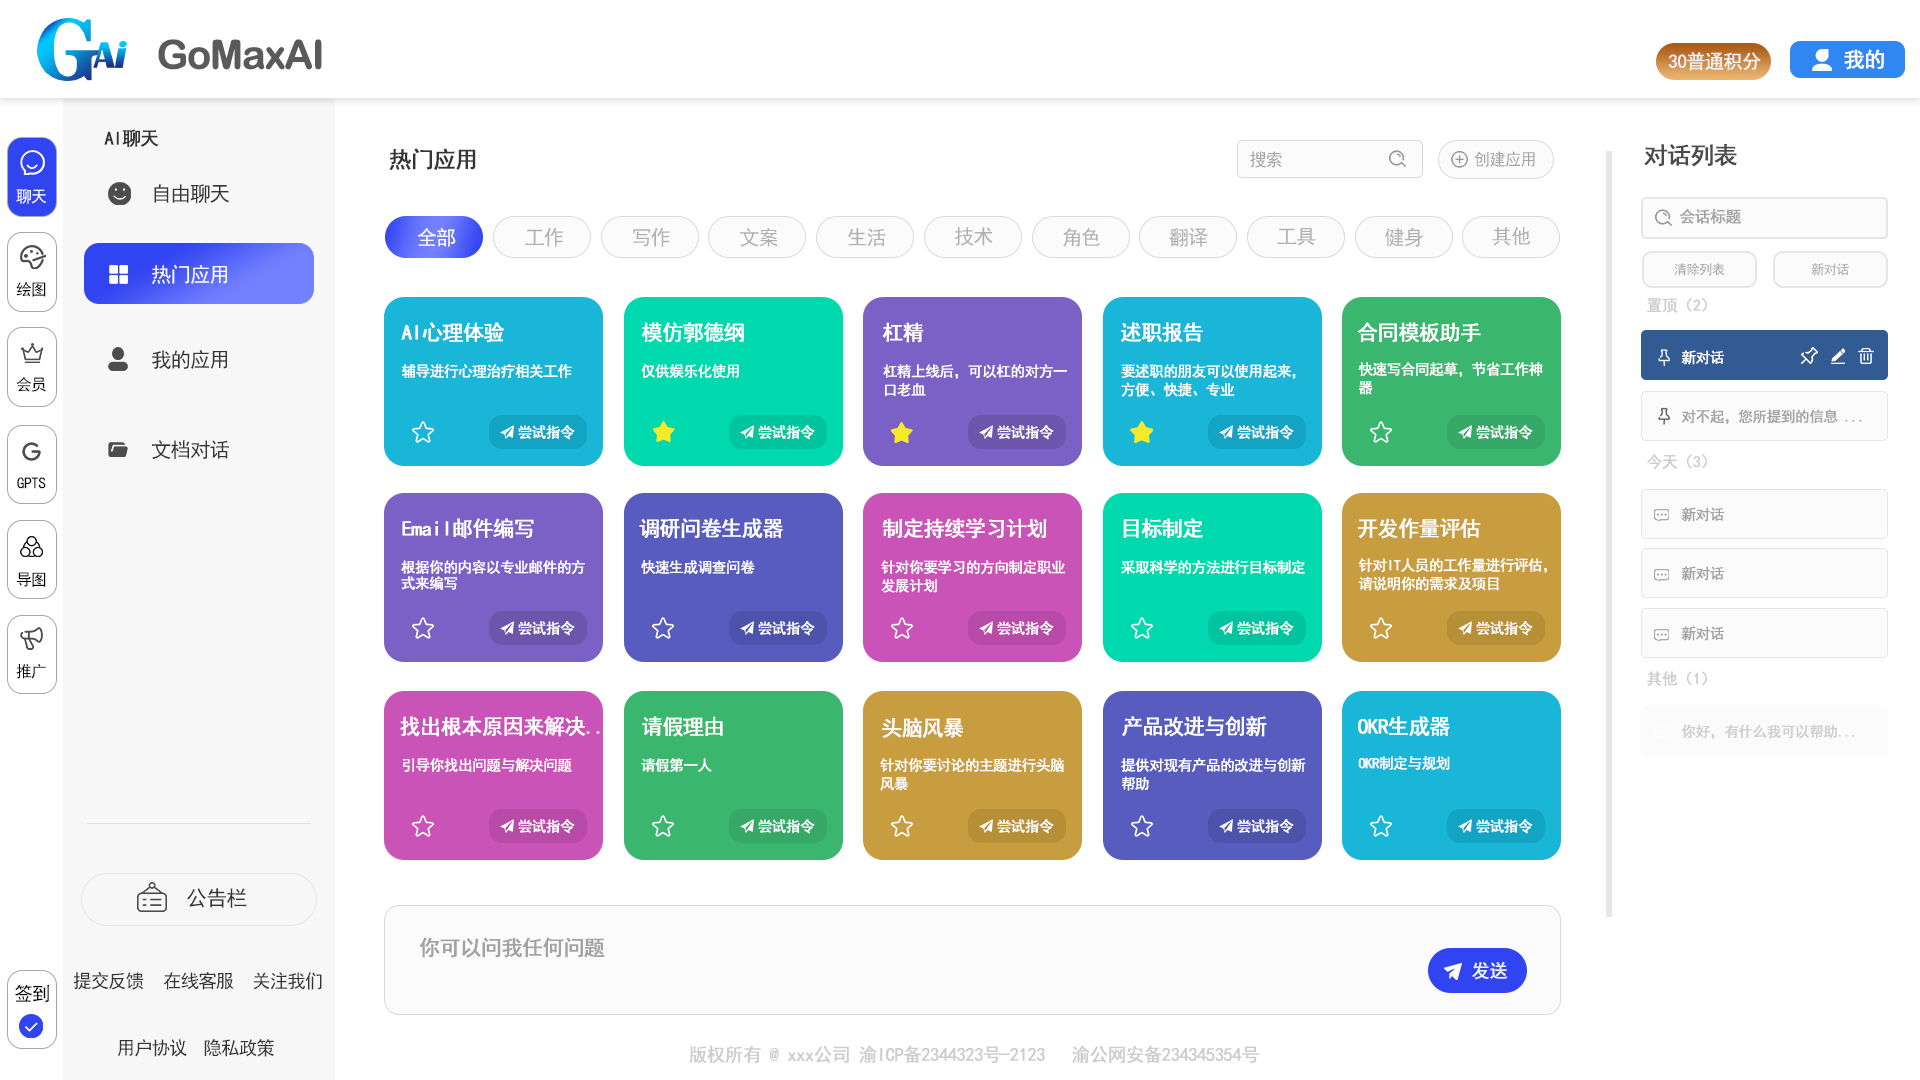 GAi GoMaxAI
30普通积分
我的
聊天
绘图
会员
GPTS
导图
推广
签到
AI聊天
自由聊天
热门应用
我的应用
文档对话
公告栏
提交反馈 在线客服 关注我们
用户协议 隐私政策
热门应用
搜索
创建应用
全部 工作 写作 文案 生活 技术 角色 翻译 工具 健身 其他
AI心理体验
辅导进行心理治疗相关工作
尝试指令
模仿郭德纲
仅供娱乐化使用
尝试指令
杠精
杠精上线后，可以杠的对方一
口老血
尝试指令
述职报告
要述职的朋友可以使用起来，
方便、快捷、专业
尝试指令
合同模板助手
快速写合同起草，节省工作神
器
尝试指令
Email邮件编写
根据你的内容以专业邮件的方
式来编写
尝试指令
调研问卷生成器
快速生成调查问卷
尝试指令
制定持续学习计划
针对你要学习的方向制定职业
发展计划
尝试指令
目标制定
采取科学的方法进行目标制定
尝试指令
开发作量评估
针对IT人员的工作量进行评估，
请说明你的需求及项目
尝试指令
找出根本原因来解决..
引导你找出问题与解决问题
尝试指令
请假理由
请假第一人
尝试指令
头脑风暴
针对你要讨论的主题进行头脑
风暴
尝试指令
产品改进与创新
提供对现有产品的改进与创新
帮助
尝试指令
OKR生成器
OKR制定与规划
尝试指令
你可以问我任何问题
发送
版权所有 @ xxx公司 渝ICP备2344323号-2123 渝公网安备234345354号
对话列表
会话标题
清除列表 新对话
置顶（2）
新对话
对不起，您所提到的信息 ...
今天（3）
新对话
新对话
新对话
其他（1）
你好，有什么我可以帮助...